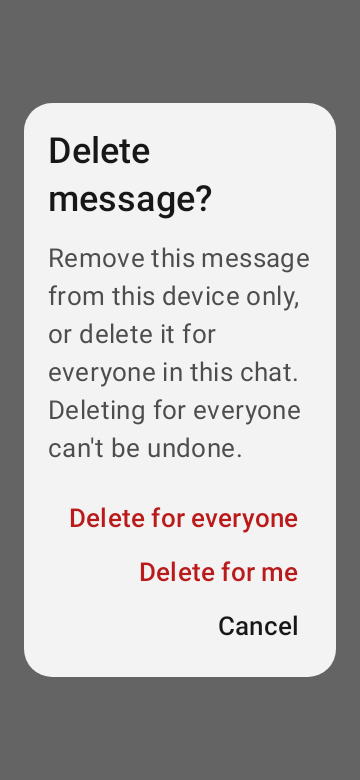 Delete
message?
Remove this message
from this device only,
or delete it for
everyone in this chat.
Deleting for everyone
can't be undone.
Delete for everyone
Delete for me
Cancel